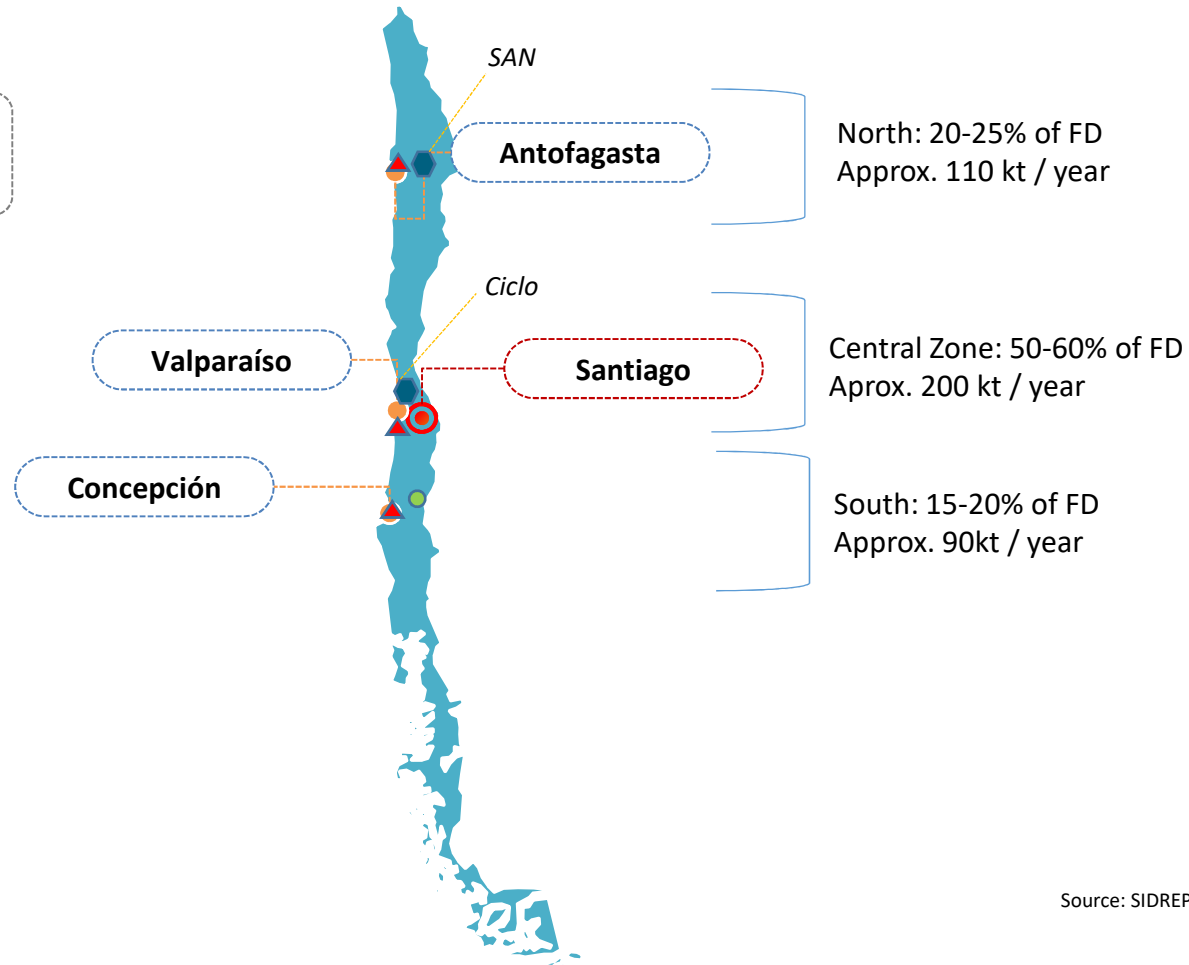 SAN
Antofagasta
North: 20-25% of FD
Approx. 110 kt / year
Ciclo
Valparaíso
Santiago
Central Zone: 50-60% of FD
Aprox. 200 kt / year
Concepción
South: 15-20% of FD
Approx. 90kt / year
Source: SIDREP